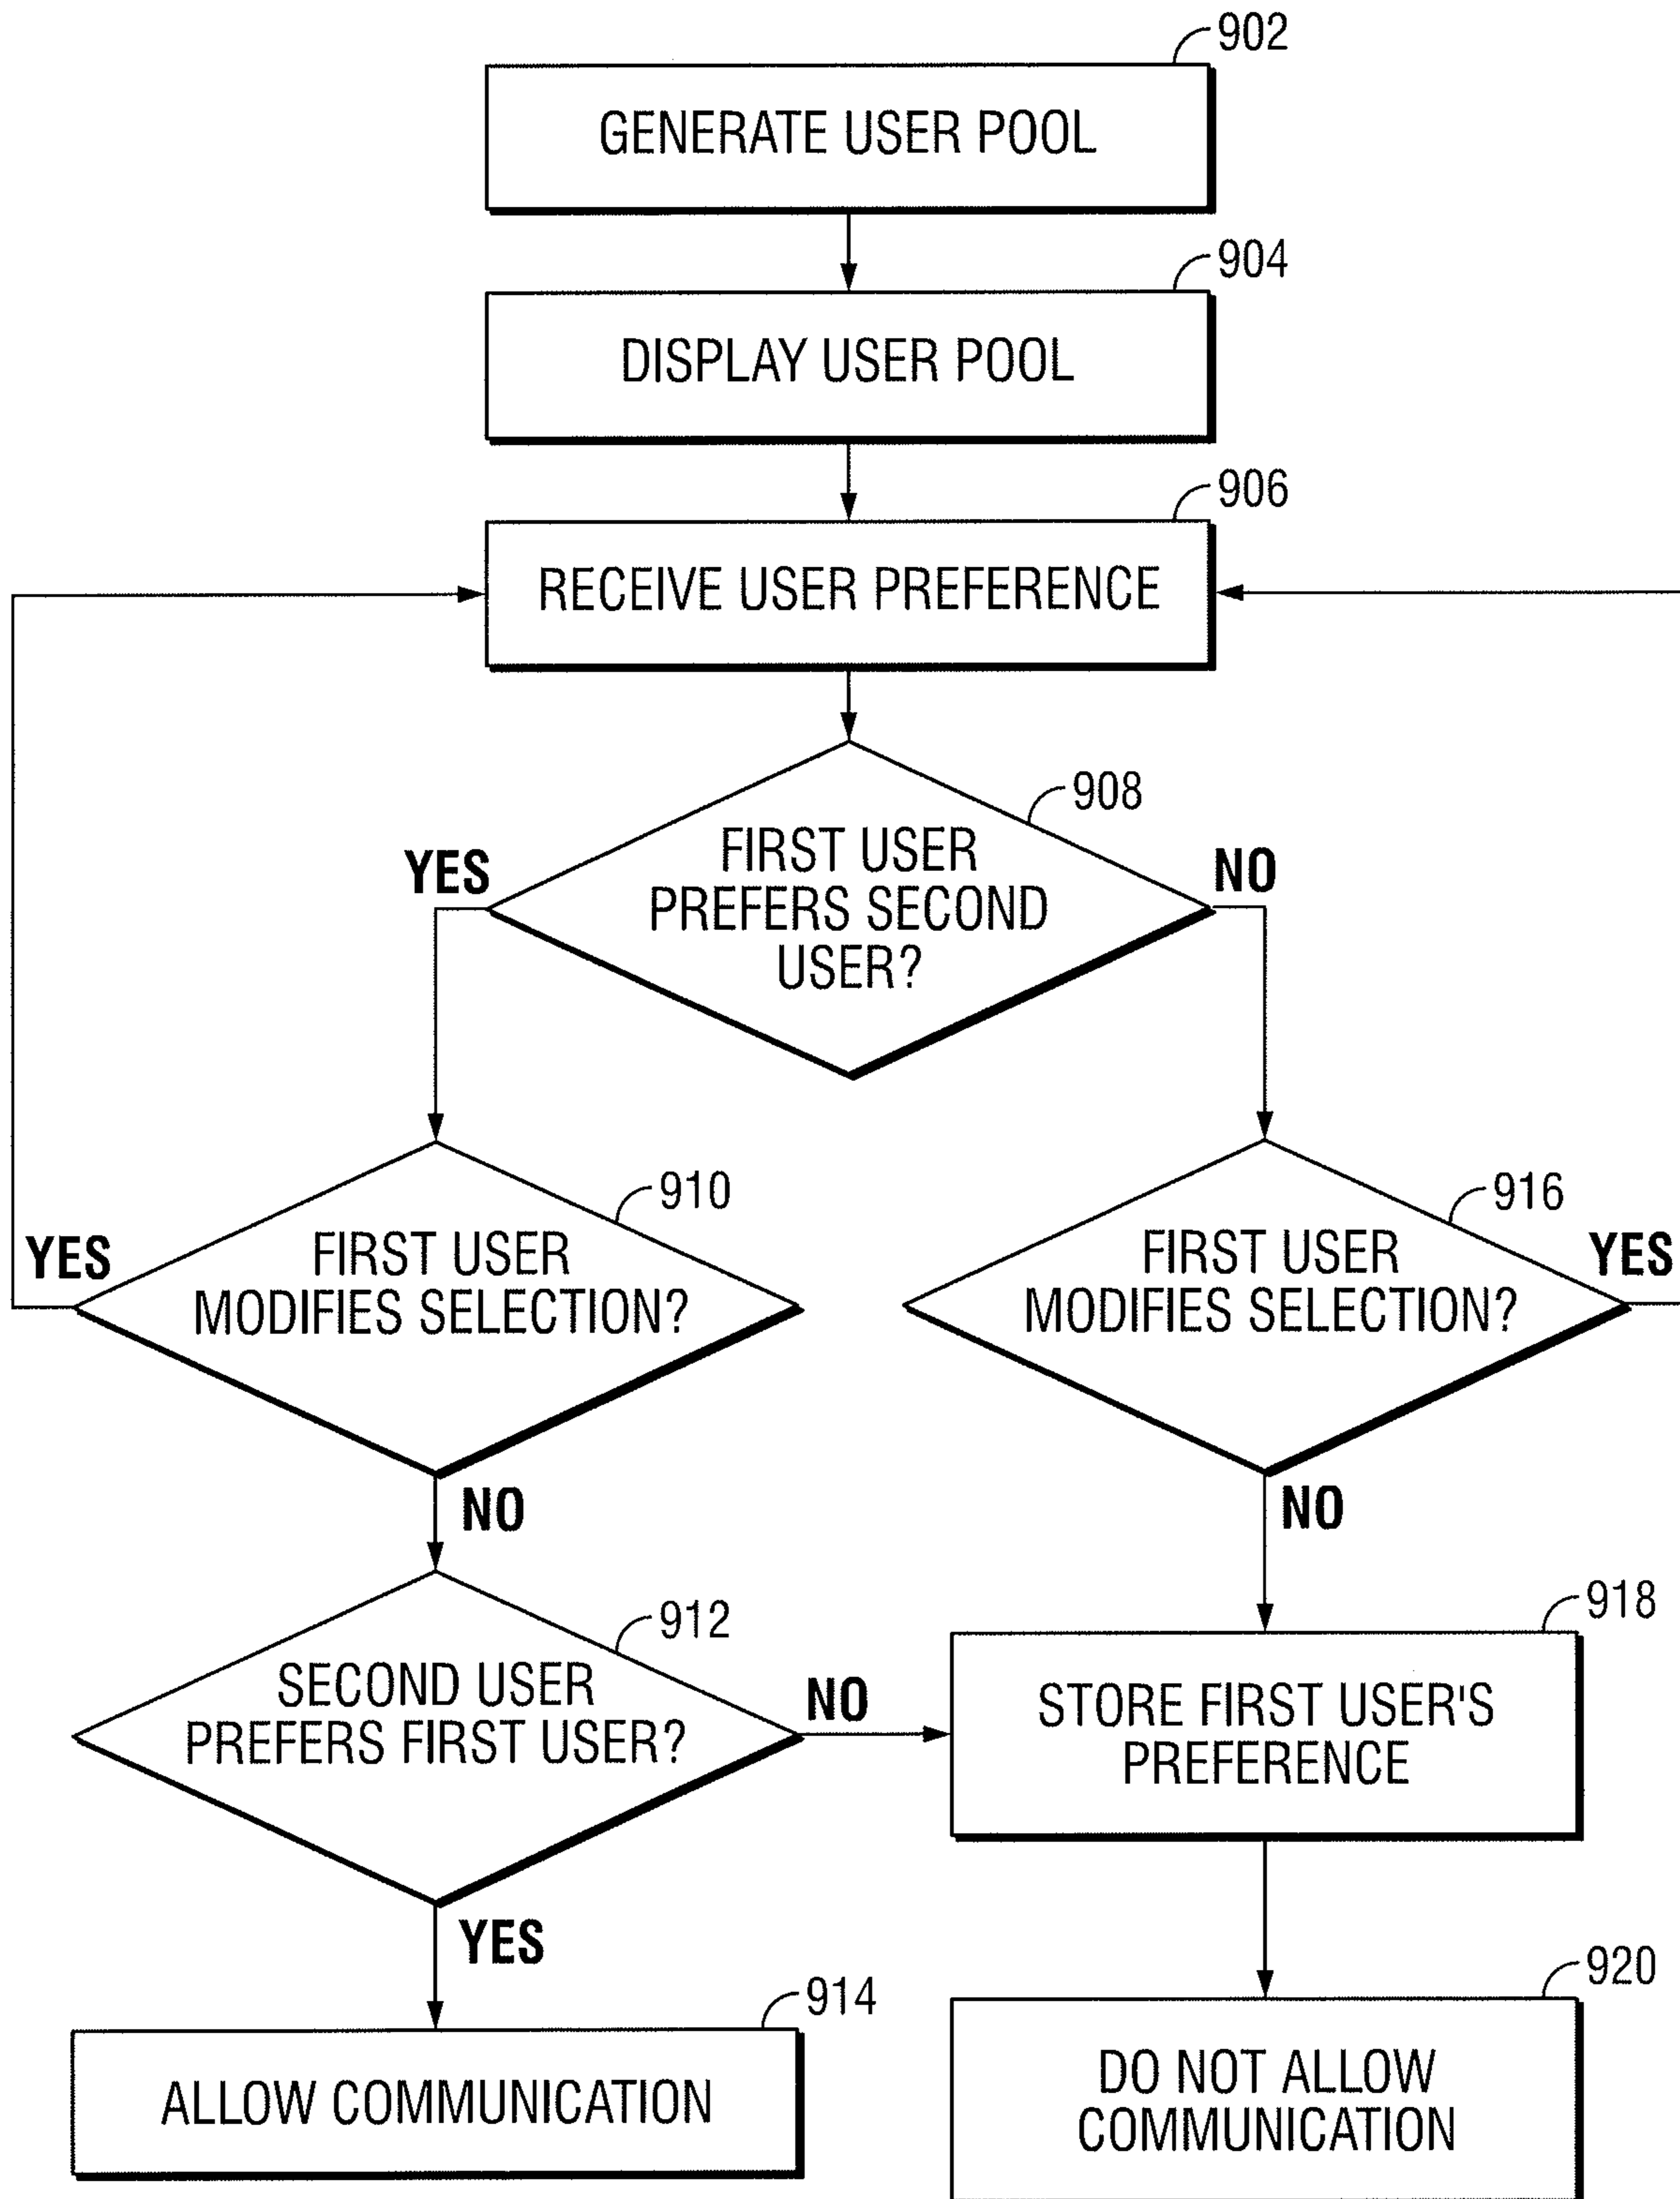 902
GENERATE USER POOL
904
DISPLAY USER POOL
906
RECEIVE USER PREFERENCE
908
FIRST USER
PREFERS SECOND
USER?
YES
NO
910
FIRST USER
MODIFIES SELECTION?
YES
NO
916
FIRST USER
MODIFIES SELECTION?
YES
NO
912
SECOND USER
PREFERS FIRST USER?
NO
YES
918
STORE FIRST USER'S
PREFERENCE
914
ALLOW COMMUNICATION
920
DO NOT ALLOW
COMMUNICATION